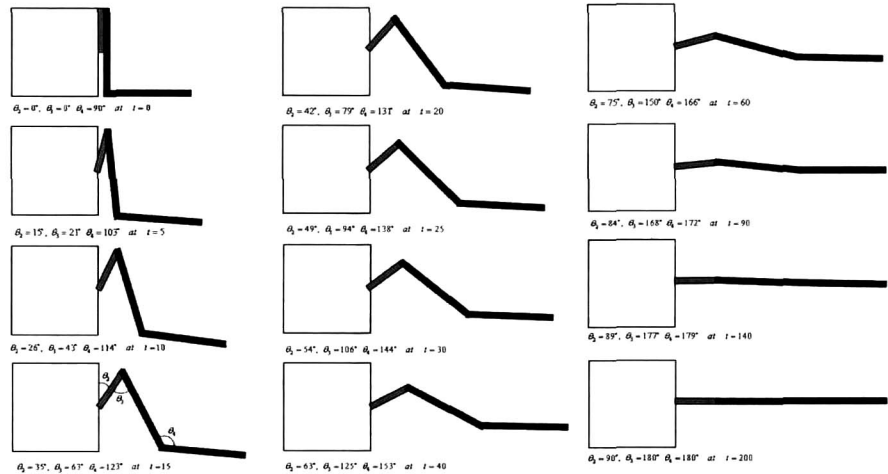 θ₂=0°, θ₃=0° θ₄=90° at t=0
θ₂=15°, θ₃=21° θ₄=103° at t=5
θ₂=26°, θ₃=43° θ₄=114° at t=10
θ₂
θ₃
θ₄
θ₂=35°, θ₃=63° θ₄=123° at t=15
θ₂=42°, θ₃=79° θ₄=131° at t=20
θ₂=49°, θ₃=94° θ₄=138° at t=25
θ₂=54°, θ₃=106° θ₄=144° at t=30
θ₂=63°, θ₃=125° θ₄=153° at t=40
θ₂=75°, θ₃=150° θ₄=166° at t=60
θ₂=84°, θ₃=168° θ₄=172° at t=90
θ₂=89°, θ₃=177° θ₄=179° at t=140
θ₂=90°, θ₃=180° θ₄=180° at t=200